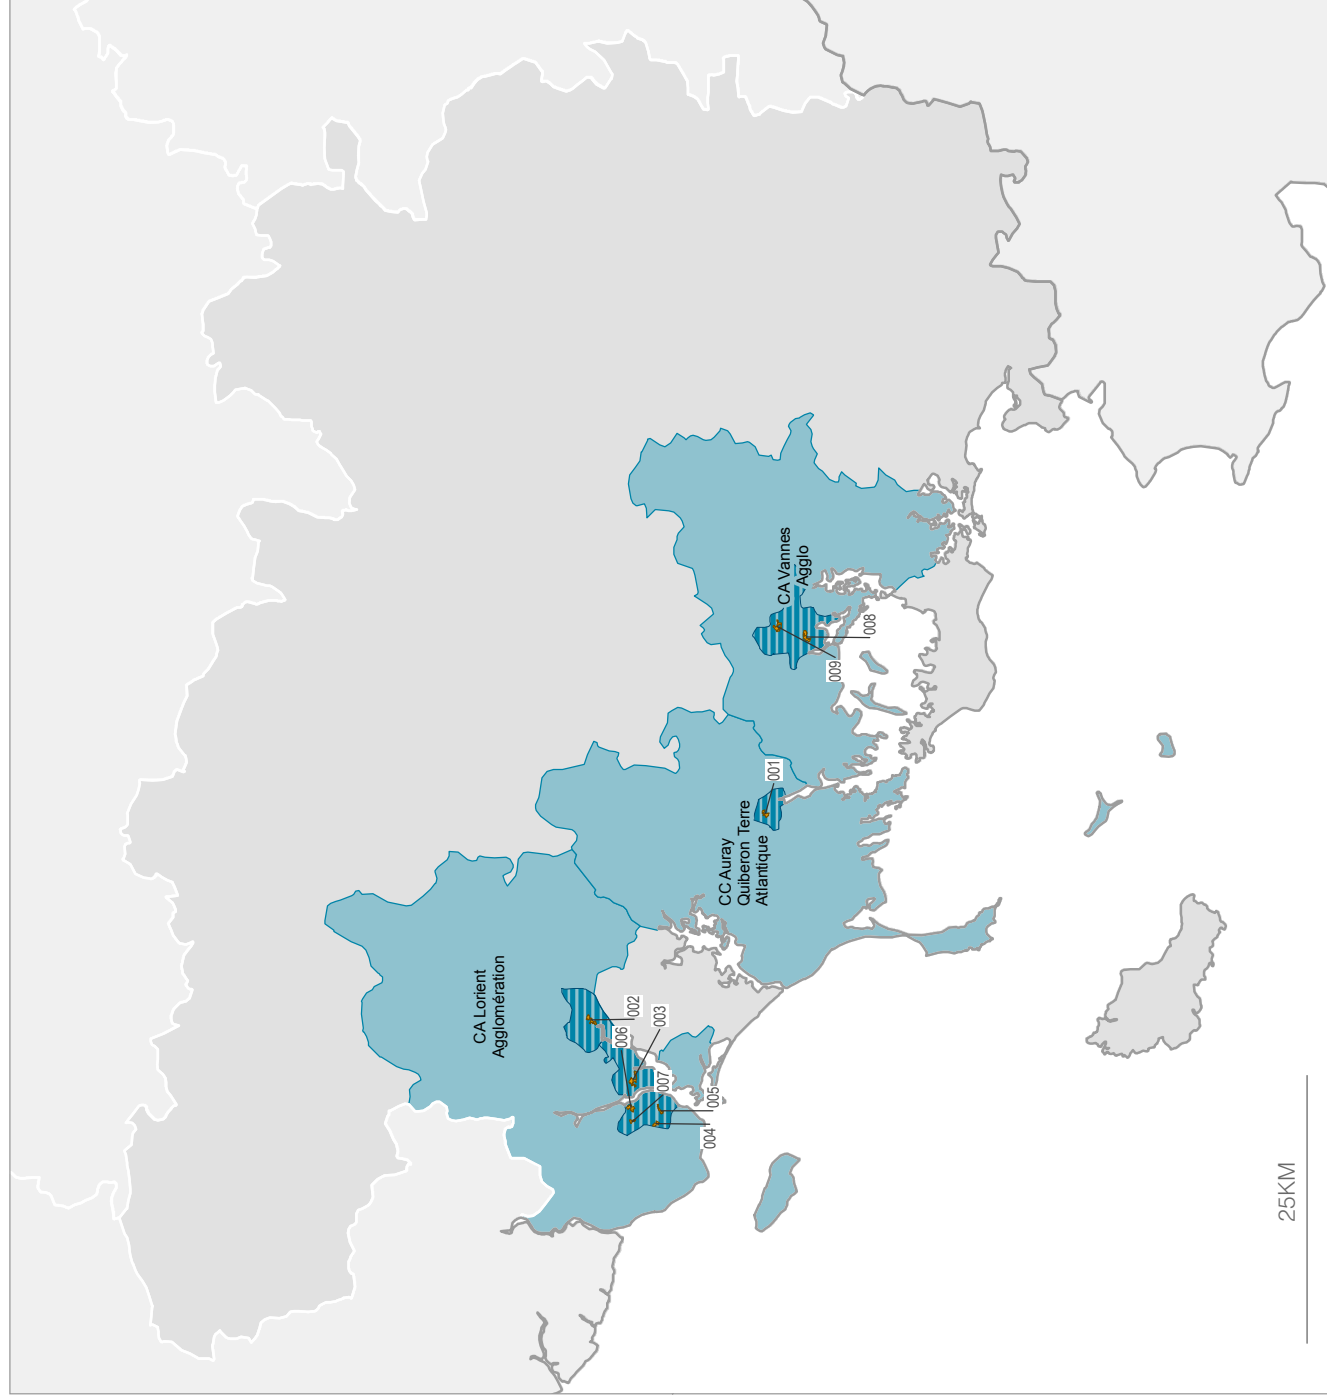 CA Lorient
Agglomération
002
006
003
007
005
004
CC Auray
Quiberon Terre
Atlantique
001
CA Vannes
Agglo
008
009
25KM